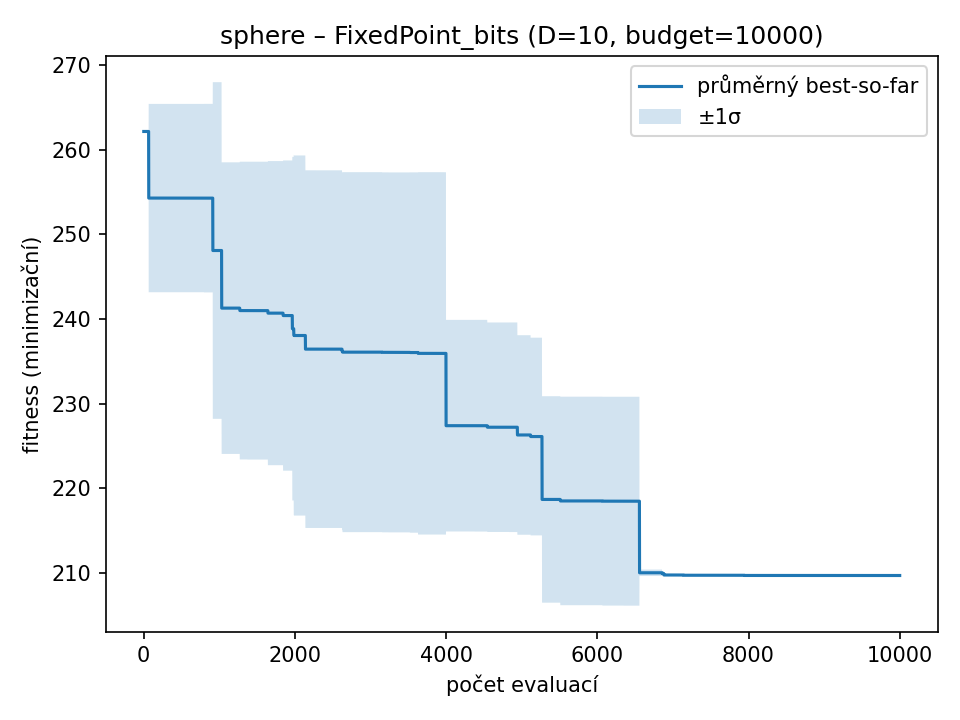 sphere – FixedPoint_bits (D=10, budget=10000)
270
260
250
240
230
220
210
fitness (minimizační)
průměrný best-so-far
±1σ
0
2000
4000
6000
8000
10000
počet evaluací